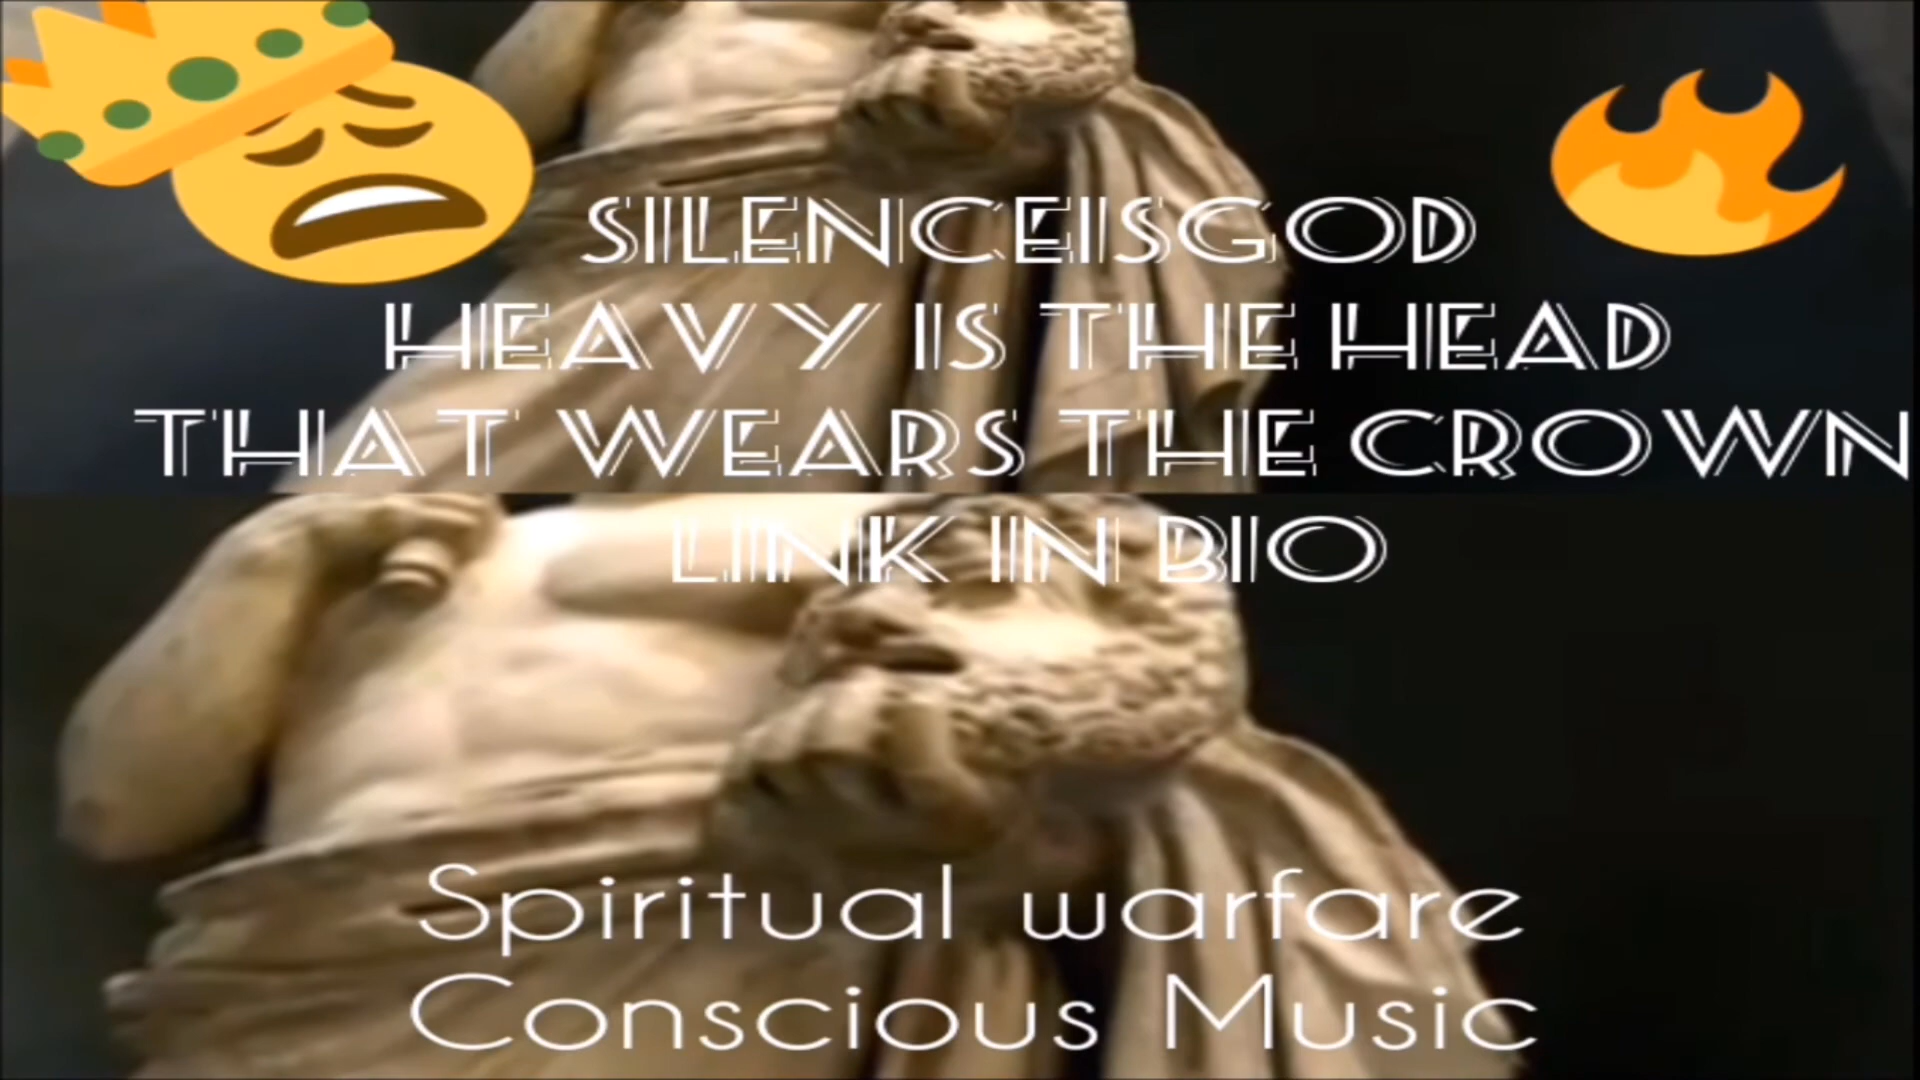 SILENCEISGOD
HEAVY IS THE HEAD
THAT WEARS THE CROWN
LINK IN BIO
Spiritual warfare
Conscious Music